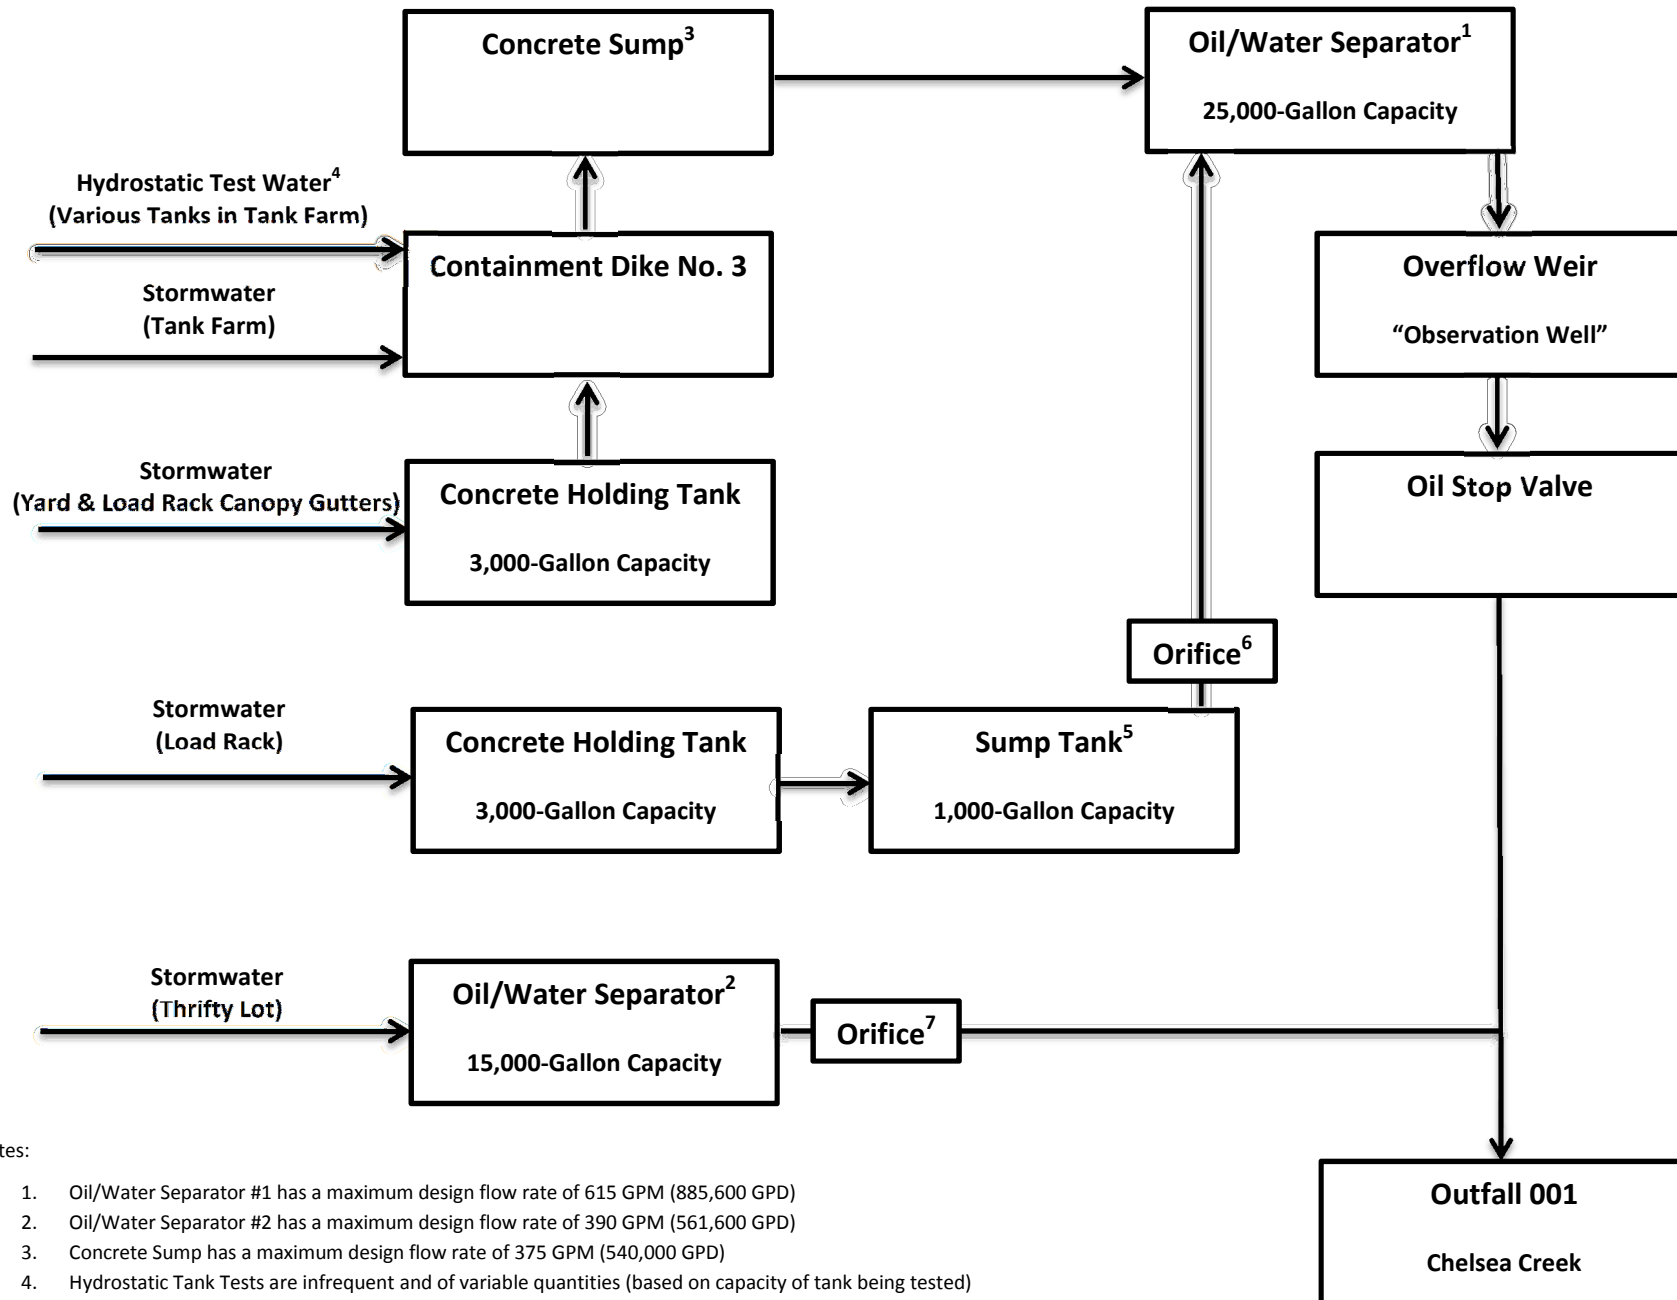 Concrete Sump3
Oil/Water Separator1
25,000-Gallon Capacity
Hydrostatic Test Water4
(Various Tanks in Tank Farm)
Containment Dike No. 3
Overflow Weir
“Observation Well”
Stormwater
(Tank Farm)
Stormwater
(Yard & Load Rack Canopy Gutters)
Concrete Holding Tank
3,000-Gallon Capacity
Oil Stop Valve
Orifice6
Stormwater
(Load Rack)
Concrete Holding Tank
3,000-Gallon Capacity
Sump Tank5
1,000-Gallon Capacity
Stormwater
(Thrifty Lot)
Oil/Water Separator2
15,000-Gallon Capacity
Orifice7
Outfall 001
Chelsea Creek
tes:
1. Oil/Water Separator #1 has a maximum design flow rate of 615 GPM (885,600 GPD)
2. Oil/Water Separator #2 has a maximum design flow rate of 390 GPM (561,600 GPD)
3. Concrete Sump has a maximum design flow rate of 375 GPM (540,000 GPD)
4. Hydrostatic Tank Tests are infrequent and of variable quantities (based on capacity of tank being tested)